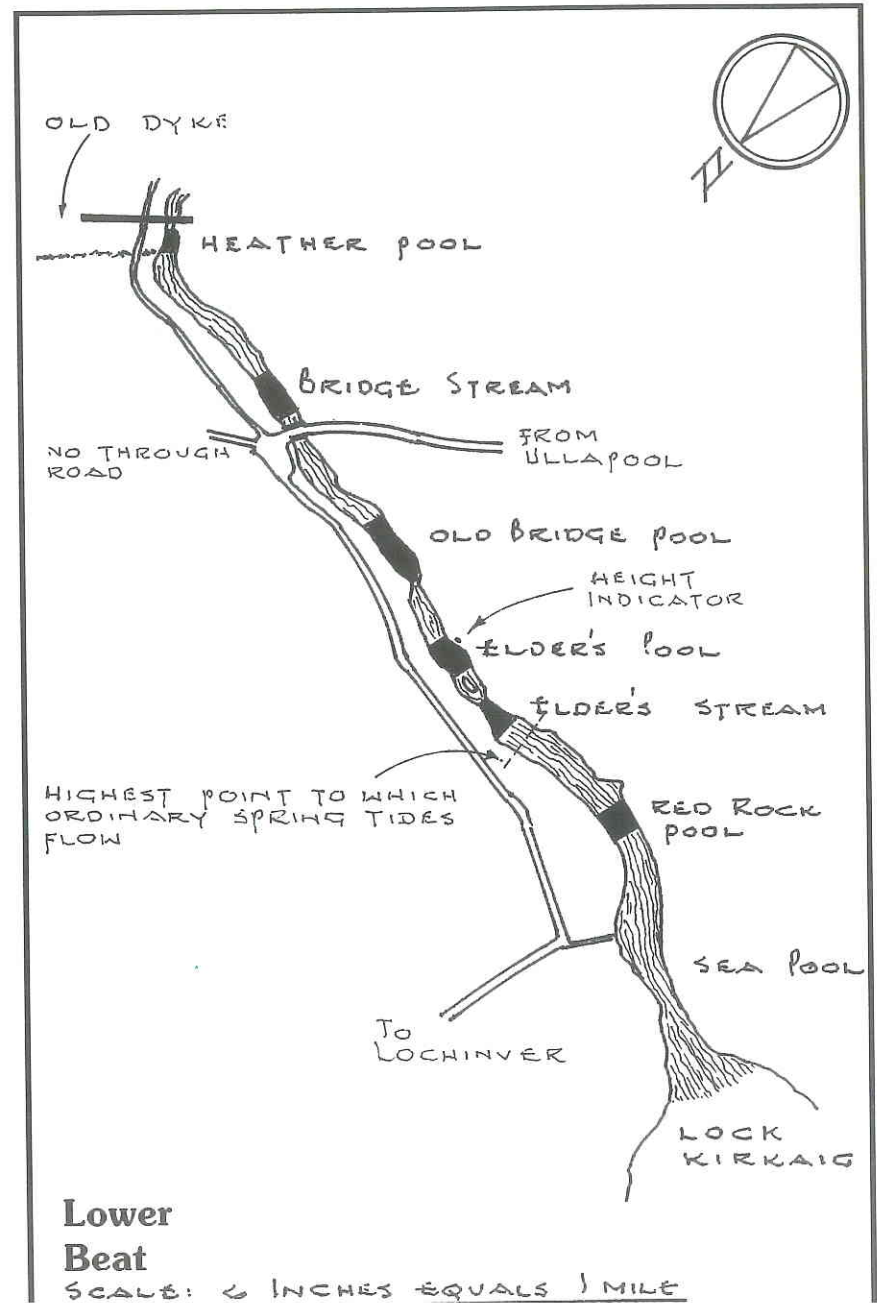 OLD DYKE
HEATHER POOL
BRIDGE STREAM
NO THROUGH
ROAD
FROM
ULLAPOOL
OLD BRIDGE POOL
HEIGHT
INDICATOR
ELDER'S POOL
ELDER'S STREAM
HIGHEST POINT TO WHICH
ORDINARY SPRING TIDES
FLOW
RED ROCK
POOL
SEA POOL
TO
LOCHINVER
LOCK
KIRKAIG
Lower
Beat
SCALE: 6 INCHES EQUALS 1 MILE